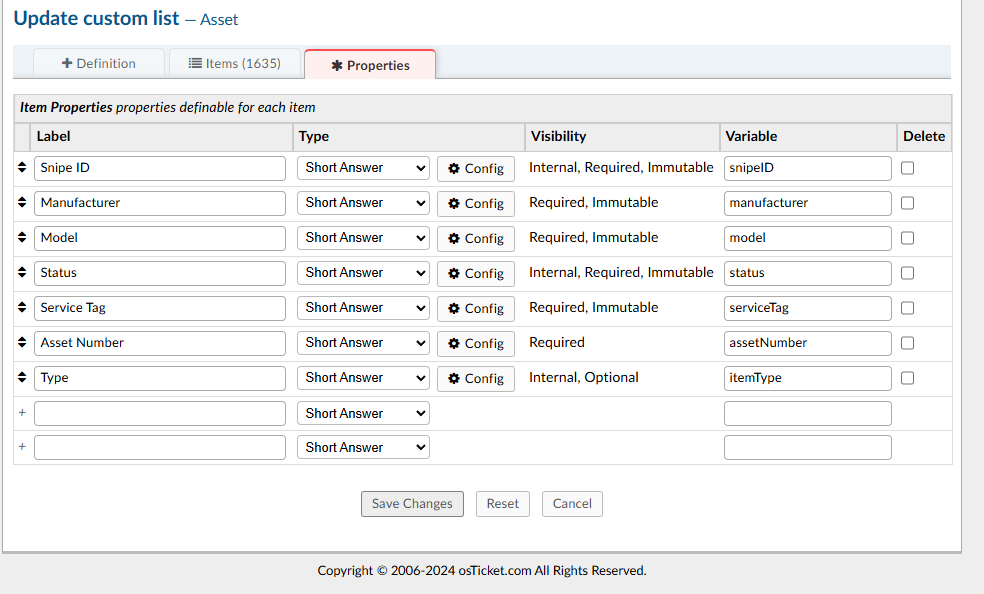 Update custom list — Asset
Definition Items (1635) Properties
Item Properties properties definable for each item
Label Type Visibility Variable Delete
Snipe ID Short Answer Config Internal, Required, Immutable snipeID
Manufacturer Short Answer Config Required, Immutable manufacturer
Model Short Answer Config Required, Immutable model
Status Short Answer Config Internal, Required, Immutable status
Service Tag Short Answer Config Required, Immutable serviceTag
Asset Number Short Answer Config Required assetNumber
Type Short Answer Config Internal, Optional itemType
+ Short Answer
+ Short Answer
Save Changes Reset Cancel
Copyright © 2006-2024 osTicket.com All Rights Reserved.